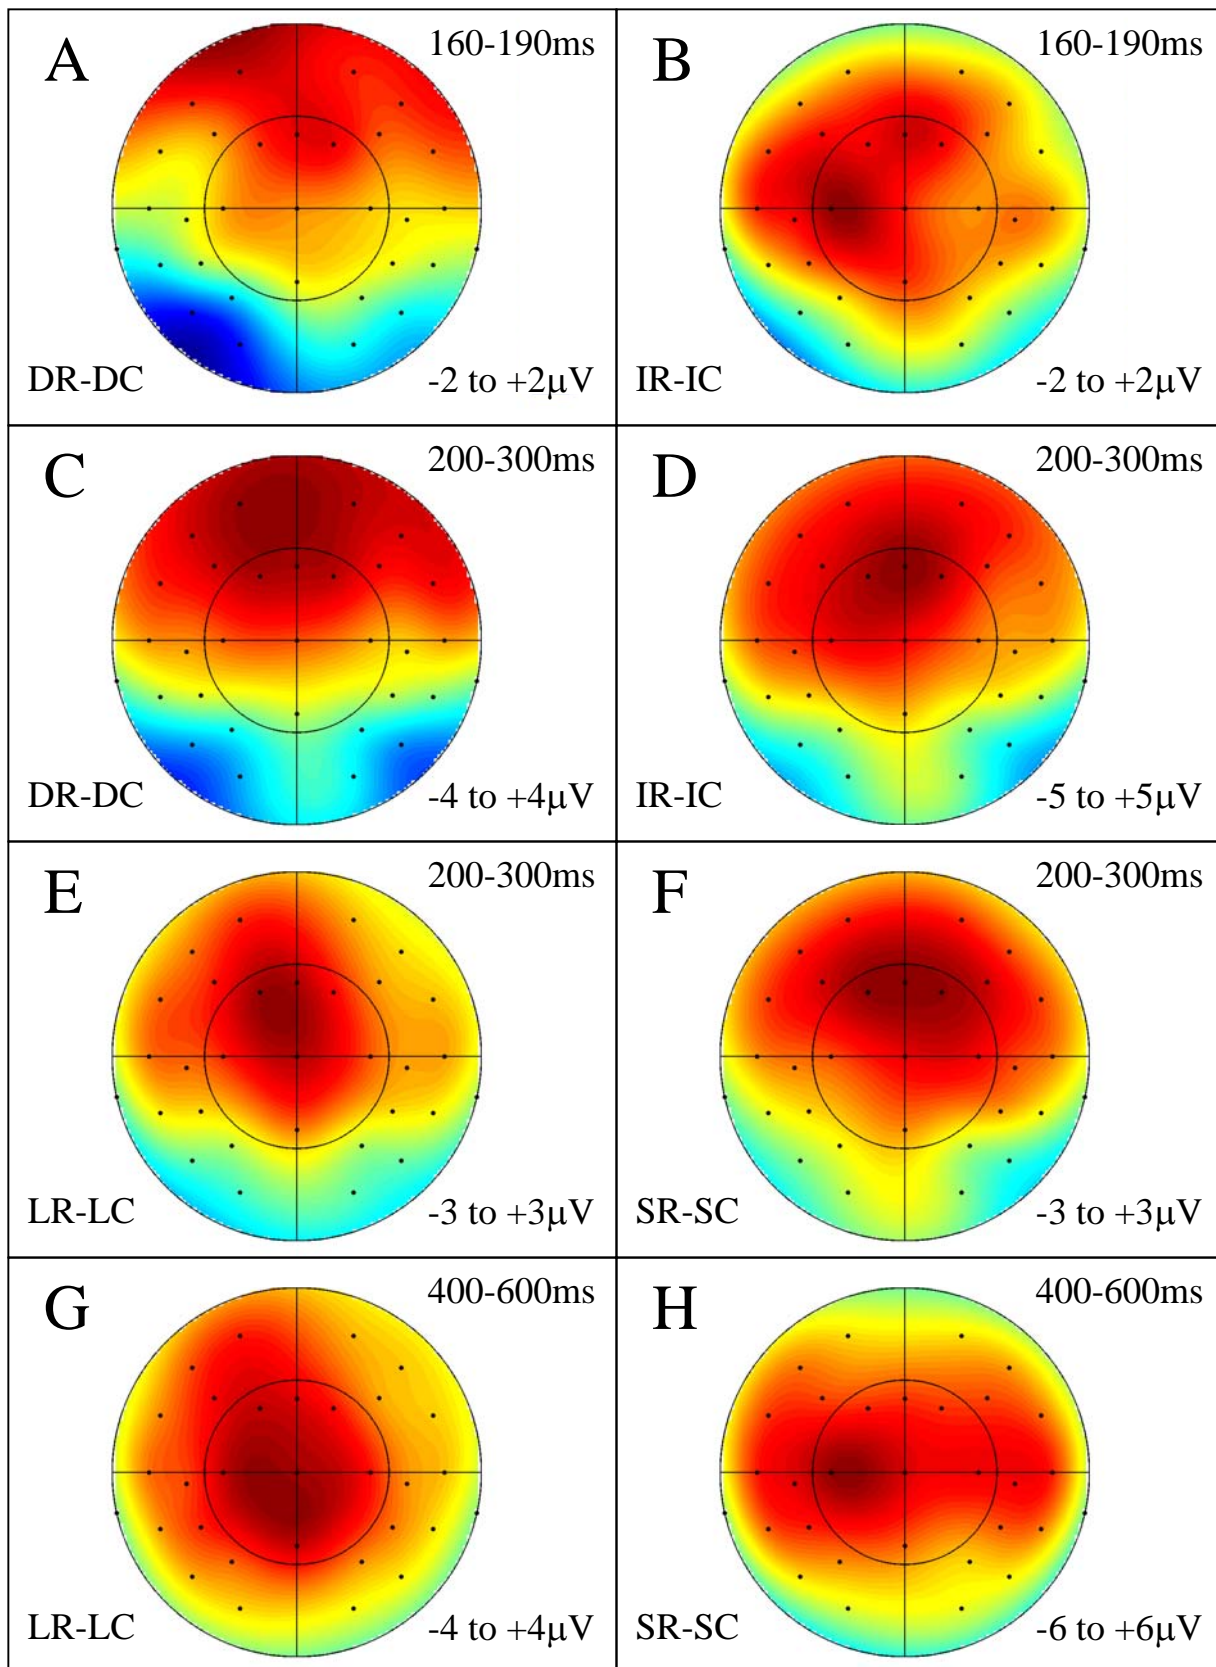 A
160-190ms
DR-DC
-2 to +2μV
B
160-190ms
IR-IC
-2 to +2μV
C
200-300ms
DR-DC
-4 to +4μV
D
200-300ms
IR-IC
-5 to +5μV
E
200-300ms
LR-LC
-3 to +3μV
F
200-300ms
SR-SC
-3 to +3μV
G
400-600ms
LR-LC
-4 to +4μV
H
400-600ms
SR-SC
-6 to +6μV